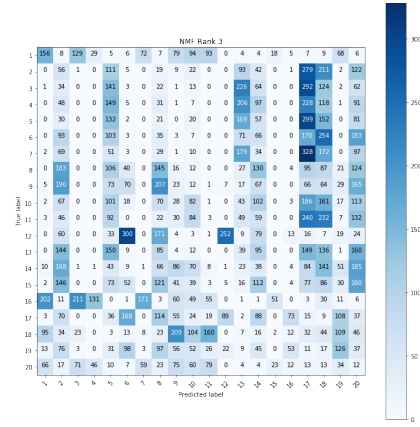 NMF Rank 3
1 156 8 129 29 5 6 72 7 79 94 93 0 4 4 18 5 7 9 68 6
2 0 56 1 0 111 5 0 19 9 22 0 0 93 42 0 1 279 211 2 122
3 1 34 0 0 141 3 0 22 1 13 0 0 226 64 0 0 292 124 2 62
4 0 48 0 0 149 5 0 31 1 7 0 0 206 97 0 0 228 118 1 91
5 0 30 0 0 132 2 0 21 0 20 0 0 169 57 0 0 299 152 0 81
6 0 93 0 0 103 3 0 35 3 7 0 0 71 66 0 0 170 254 0 183
7 2 69 0 0 51 3 0 29 1 10 0 0 179 34 0 0 328 172 0 97
8 0 183 0 0 106 40 0 145 16 12 0 0 27 130 0 4 95 87 21 124
9 5 190 0 0 73 70 0 207 23 12 1 7 17 67 0 0 66 64 29 165
10 2 67 0 0 101 18 0 70 28 82 1 0 43 102 0 3 186 161 17 113
11 3 46 0 0 92 0 0 22 30 84 3 0 49 59 0 0 240 232 7 132
12 0 60 0 0 33 300 0 171 4 3 1 252 9 79 0 13 16 7 19 24
13 0 144 0 0 150 9 0 85 4 12 0 0 39 95 0 0 149 136 1 160
14 10 168 1 1 43 9 1 66 86 70 8 1 23 38 0 4 84 141 51 185
15 2 146 0 0 73 52 0 121 41 39 3 5 16 112 0 4 77 86 30 180
16 202 11 211 131 0 1 171 3 60 49 55 0 1 1 51 0 3 30 11 6
17 3 70 0 0 36 168 0 114 55 24 19 89 2 88 0 73 15 9 108 37
18 95 34 23 0 3 13 8 23 209 104 160 0 7 16 2 12 32 44 109 46
19 13 76 3 0 31 98 3 97 56 52 26 22 9 45 0 53 11 17 126 37
20 66 17 71 46 10 7 59 23 75 60 79 0 4 4 23 12 13 13 34 12
1 2 3 4 5 6 7 8 9 10 11 12 13 14 15 16 17 18 19 20
True label
Predicted label
300
250
200
150
100
50
0